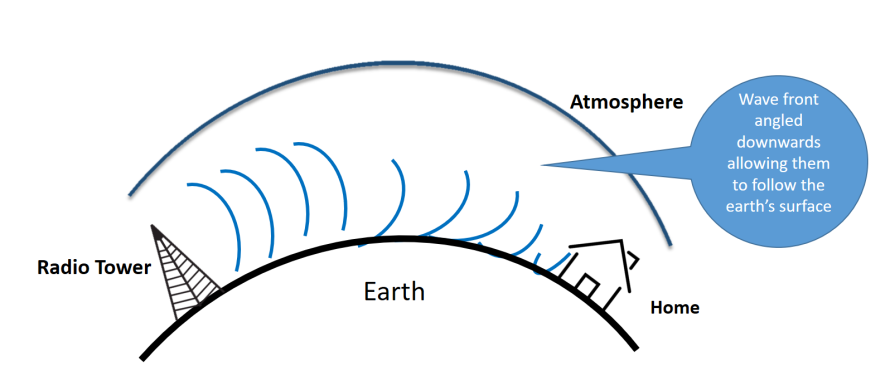 Atmosphere
Wave front
angled
downwards
allowing them
to follow the
earth's surface
Radio Tower
Earth
Home